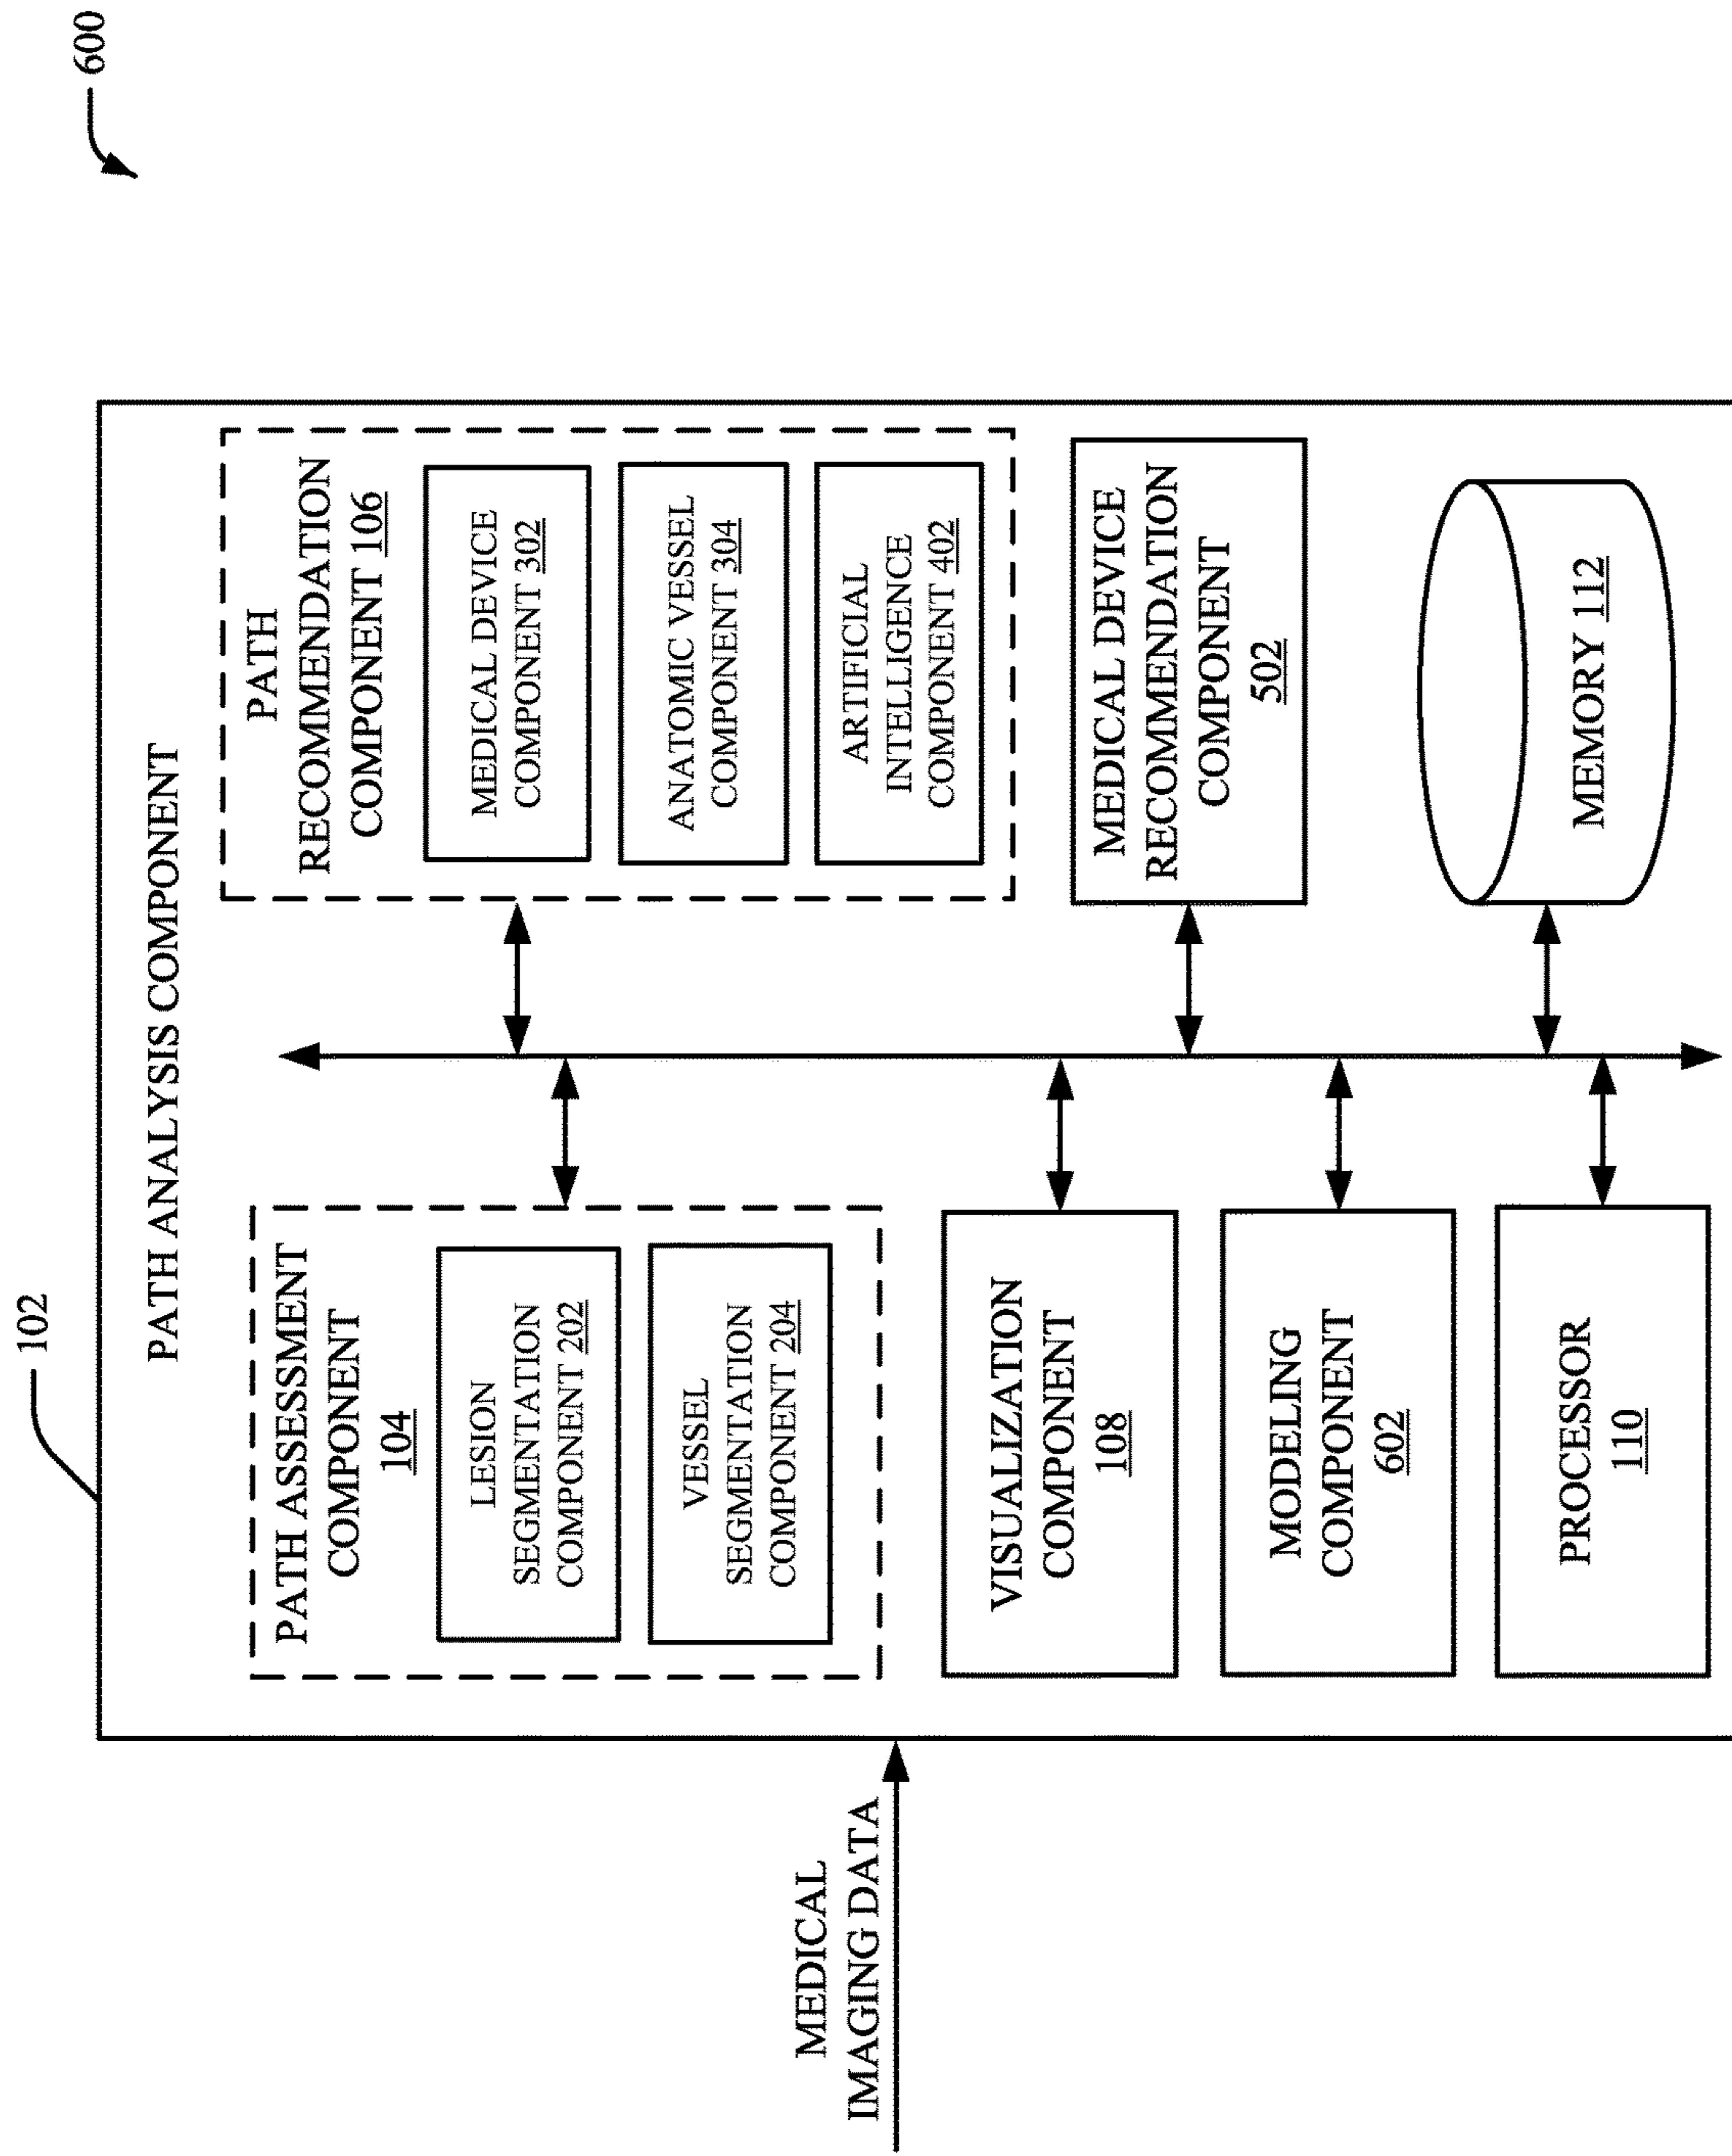 600
102
PATH ANALYSIS COMPONENT
PATH ASSESSMENT
COMPONENT
104
LESION
SEGMENTATION
COMPONENT 202
VESSEL
SEGMENTATION
COMPONENT 204
VISUALIZATION
COMPONENT
108
MODELING
COMPONENT
602
PROCESSOR
110
PATH
RECOMMENDATION
COMPONENT 106
MEDICAL DEVICE
COMPONENT 302
ANATOMIC VESSEL
COMPONENT 304
ARTIFICIAL
INTELLIGENCE
COMPONENT 402
MEDICAL DEVICE
RECOMMENDATION
COMPONENT
502
MEMORY 112
MEDICAL
IMAGING DATA